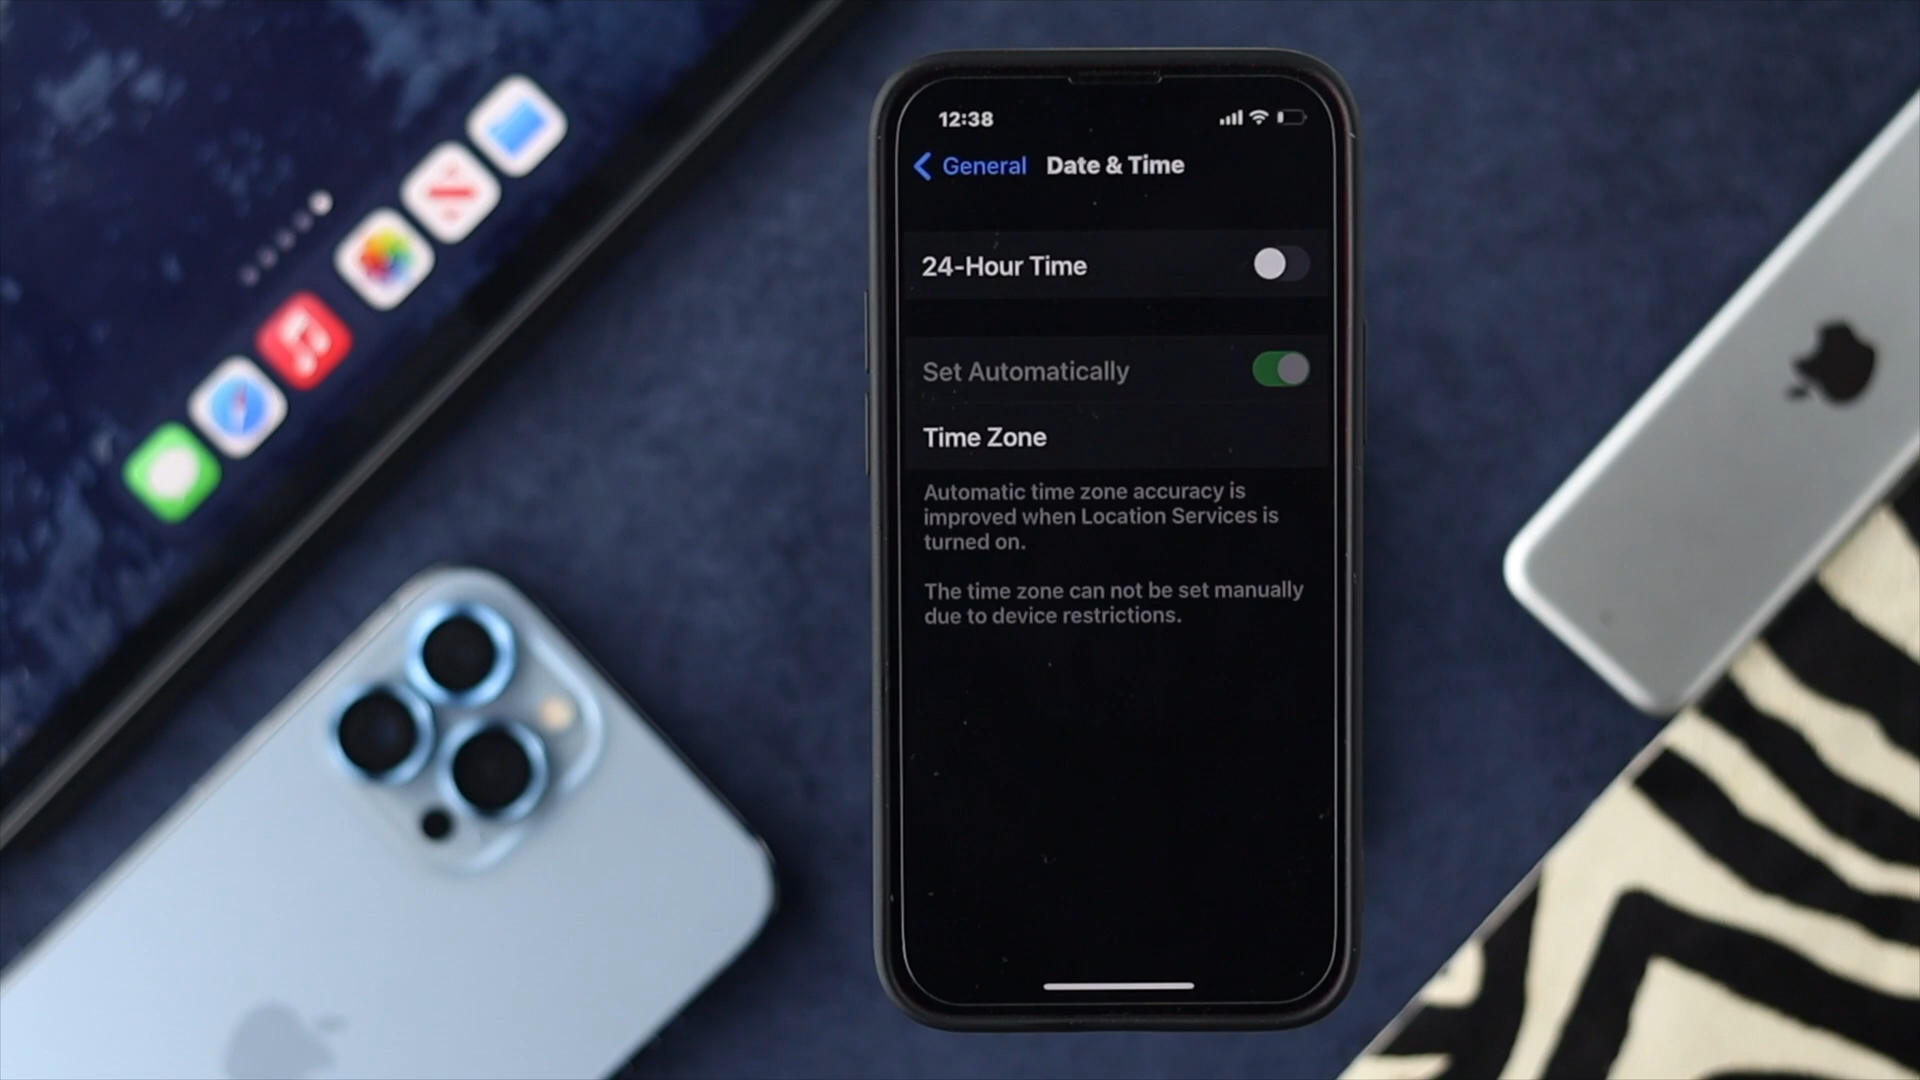 12:38
General Date & Time
24-Hour Time
Set Automatically
Time Zone
Automatic time zone accuracy is
improved when Location Services is
turned on.
The time zone can not be set manually
due to device restrictions.